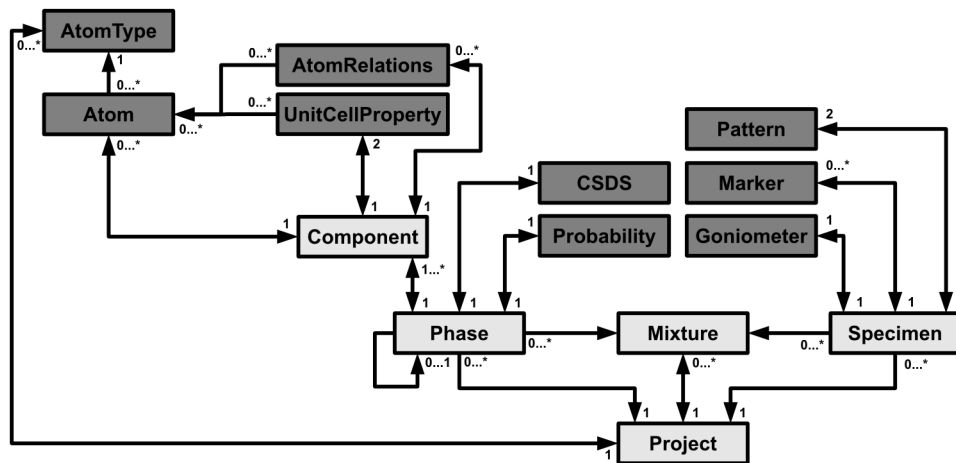 AtomType
0...*
1
0...*
AtomRelations
0...*
0...*
Atom
0...*
UnitCellProperty
0...*
0...*
2
Pattern
2
1
CSDS
Marker
0...*
1
1
1
Component
1
Probability
Goniometer
1
1...*
1
1
1
1
1
1
Phase
0...*
Mixture
0...*
Specimen
0...1
0...*
0...*
0...*
1
1
1
Project
1